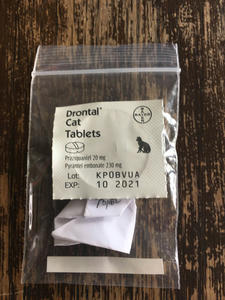 Drontal®
Cat
Tablets
BAYER
Praziquantel 20 mg
Pyrantel embonate 230 mg
Lot: KP0BVUA
EXP: 10 2021